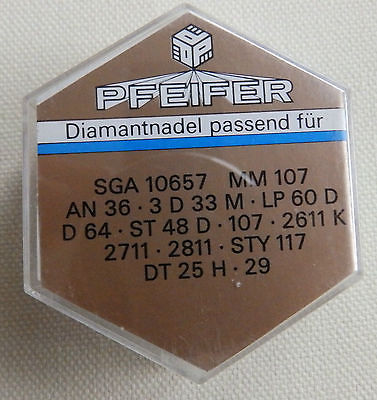 PFEIFER
Diamantnadel passend für
SGA 10657 MM 107
AN 36 · 3 D 33 M · LP 60 D
D 64 · ST 48 D · 107 · 2611 K
2711 · 2811 · STY 117
DT 25 H · 29